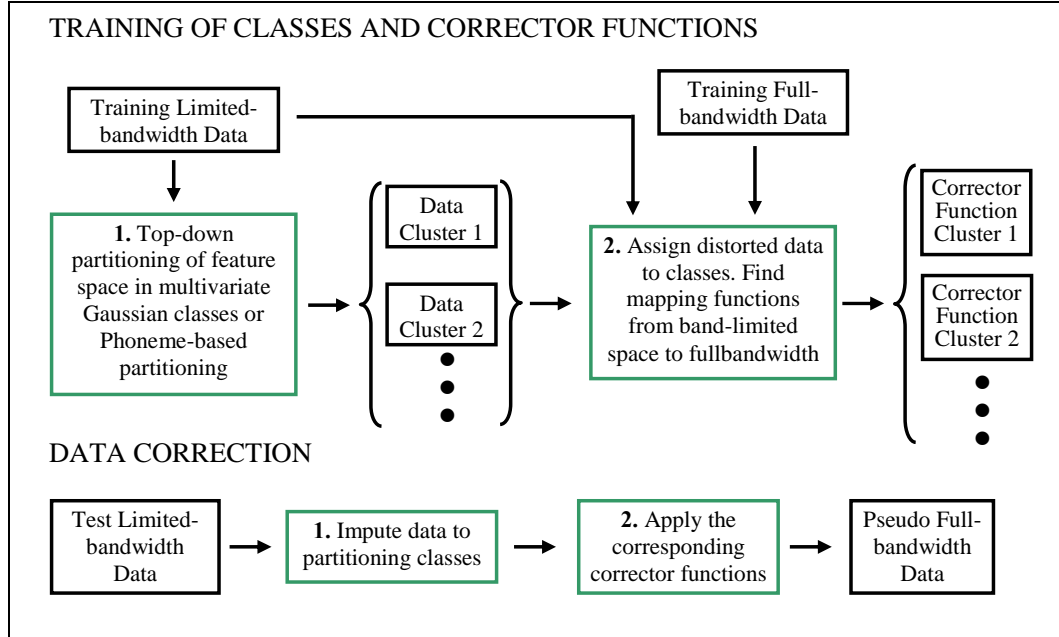 TRAINING OF CLASSES AND CORRECTOR FUNCTIONS
Training Limited-
bandwidth Data
Training Full-
bandwidth Data
1. Top-down
partitioning of feature
space in multivariate
Gaussian classes or
Phoneme-based
partitioning
Data
Cluster 1
Data
Cluster 2
2. Assign distorted data
to classes. Find
mapping functions
from band-limited
space to fullbandwidth
Corrector
Function
Cluster 1
Corrector
Function
Cluster 2
DATA CORRECTION
Test Limited-
bandwidth
Data
1. Impute data to
partitioning classes
2. Apply the
corresponding
corrector functions
Pseudo Full-
bandwidth
Data